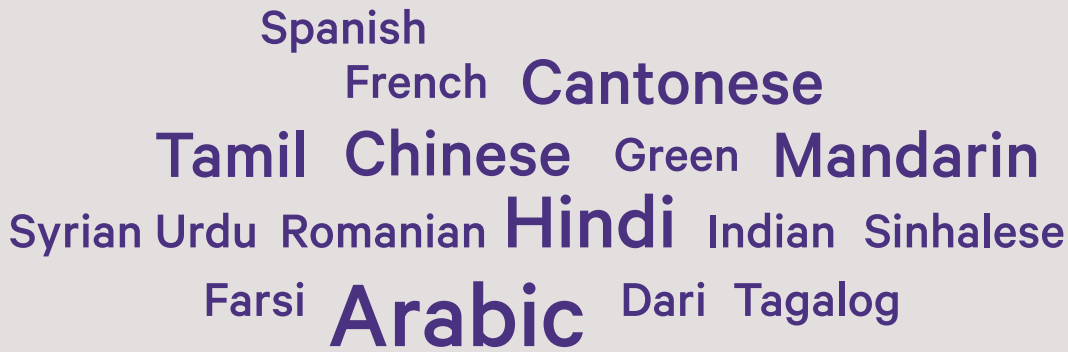 Spanish
French Cantonese
Tamil Chinese Green Mandarin
Syrian Urdu Romanian Hindi Indian Sinhalese
Farsi Arabic Dari Tagalog